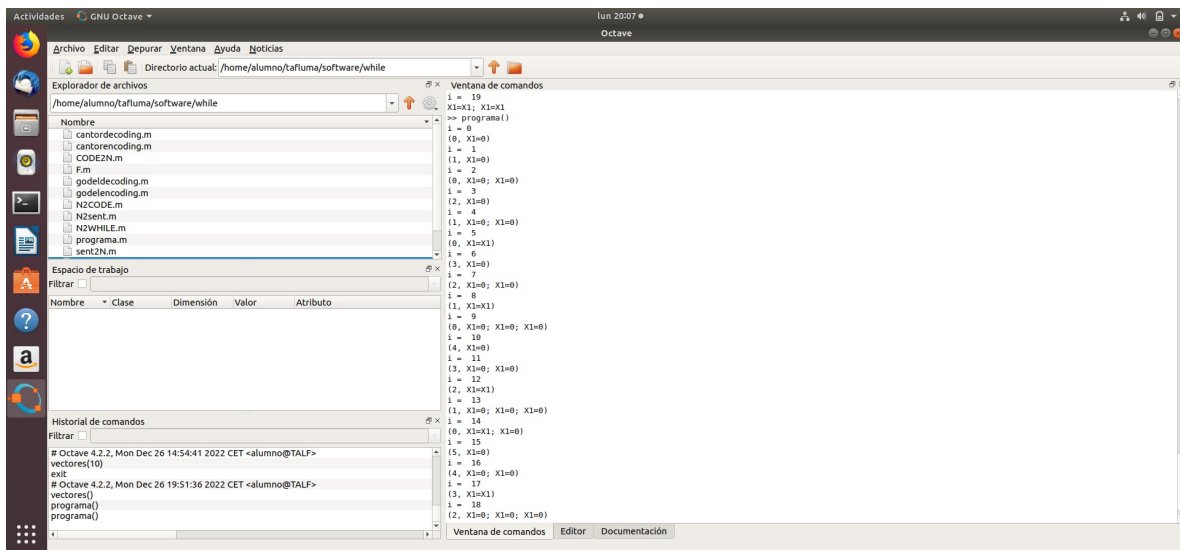 Actividades GNU Octave lun 20:07
Octave
Archivo Editar Depurar Ventana Ayuda Noticias
Directorio actual: /home/alumno/tafluma/software/while
Explorador de archivos
/home/alumno/tafluma/software/while
Nombre
cantordecoding.m
cantorencoding.m
CODE2N.m
F.m
godeldecoding.m
godelencoding.m
N2CODE.m
N2sent.m
N2WHILE.m
programa.m
sent2N.m
Espacio de trabajo
Filtrar
Nombre Clase Dimensión Valor Atributo
Historial de comandos
Filtrar
# Octave 4.2.2, Mon Dec 26 14:54:41 2022 CET <alumno@TALF>
vectores(10)
exit
# Octave 4.2.2, Mon Dec 26 19:51:36 2022 CET <alumno@TALF>
vectores()
programa()
programa()
Ventana de comandos
i = 19
X1=X1; X1=X1
>> programa()
i = 0
(0, X1=0)
i = 1
(1, X1=0)
i = 2
(0, X1=0; X1=0)
i = 3
(2, X1=0)
i = 4
(1, X1=0; X1=0)
i = 5
(0, X1=X1)
i = 6
(3, X1=0)
i = 7
(2, X1=0; X1=0)
i = 8
(1, X1=X1)
i = 9
(0, X1=0; X1=0; X1=0)
i = 10
(4, X1=0)
i = 11
(3, X1=0; X1=0)
i = 12
(2, X1=X1)
i = 13
(1, X1=0; X1=0; X1=0)
i = 14
(0, X1=X1; X1=0)
i = 15
(5, X1=0)
i = 16
(4, X1=0; X1=0)
i = 17
(3, X1=X1)
i = 18
(2, X1=0; X1=0; X1=0)
Ventana de comandos Editor Documentación